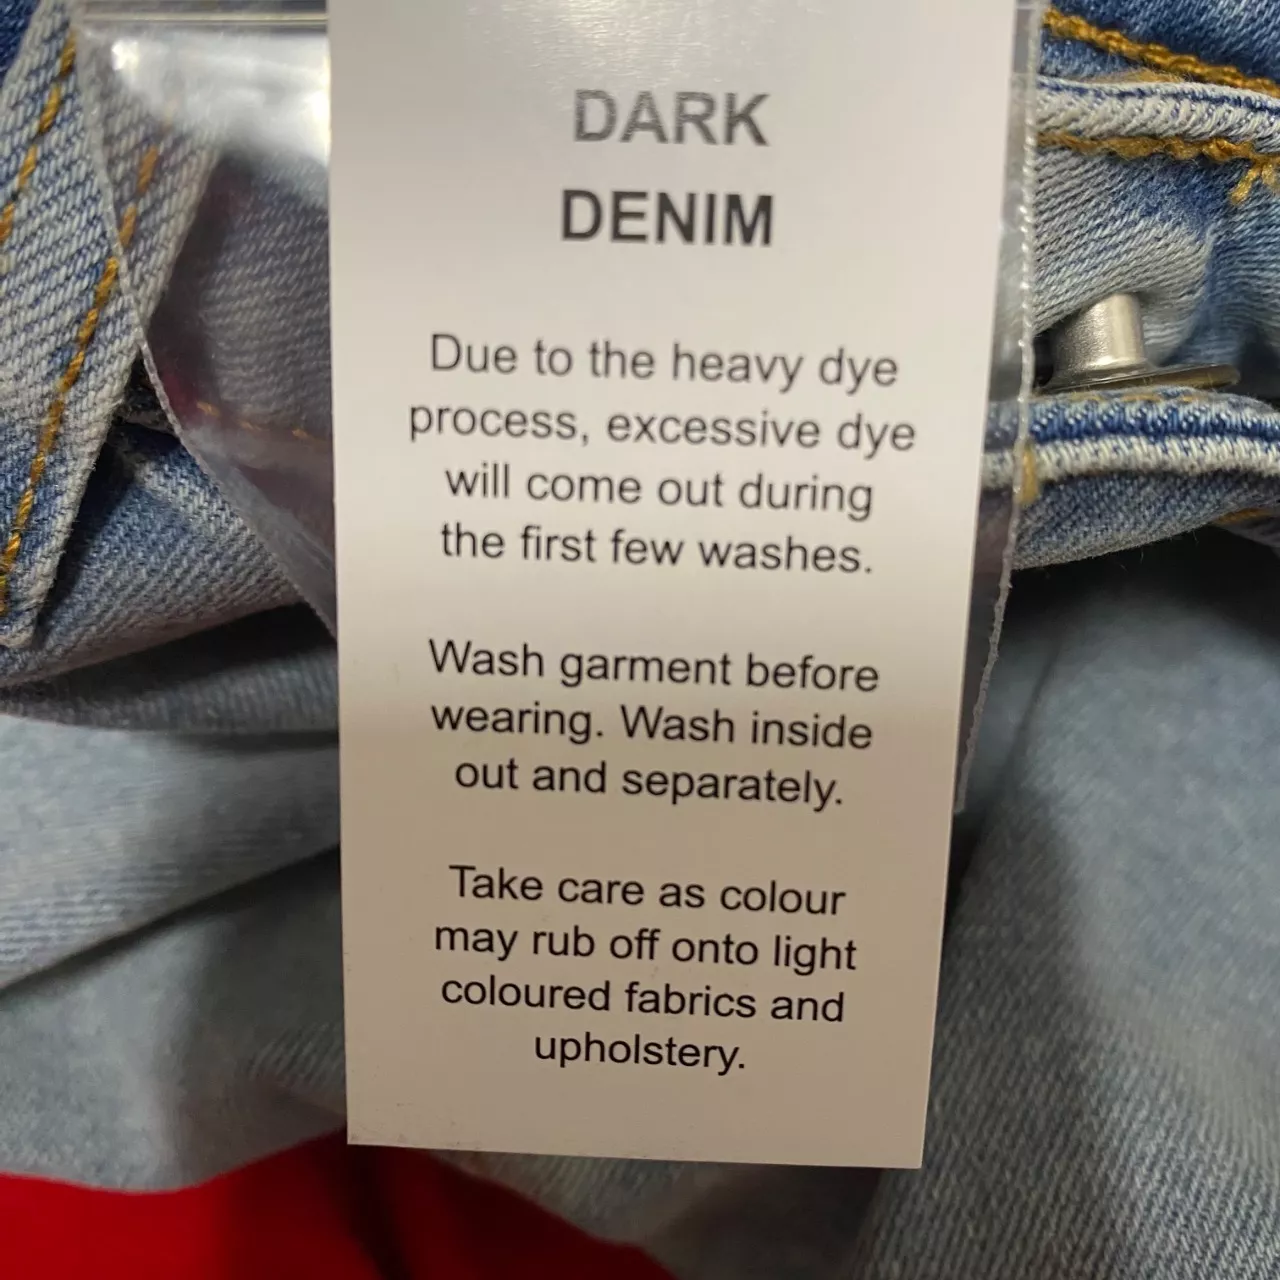 DARK
DENIM
Due to the heavy dye
process, excessive dye
will come out during
the first few washes.
Wash garment before
wearing. Wash inside
out and separately.
Take care as colour
may rub off onto light
coloured fabrics and
upholstery.